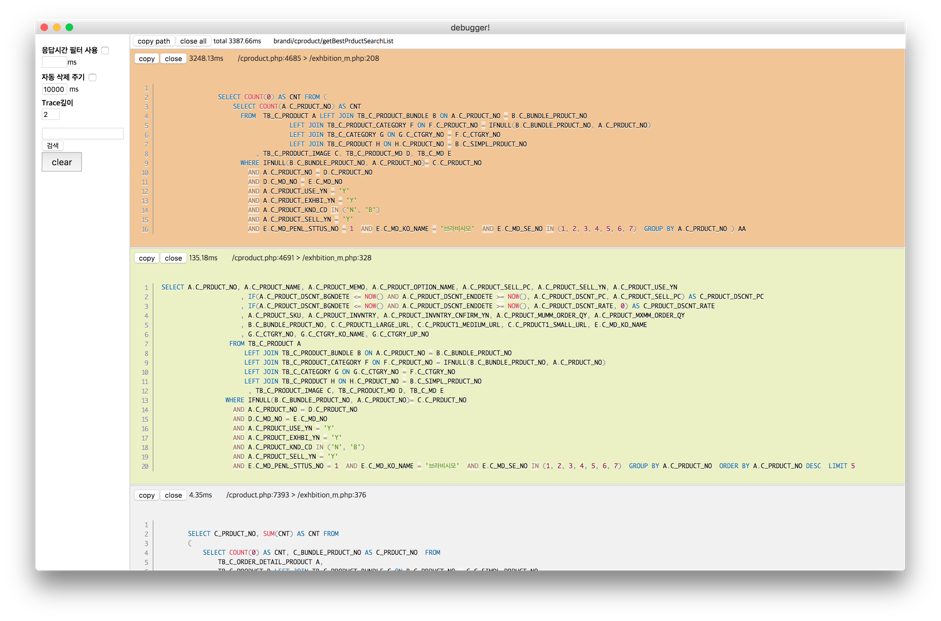 debugger!
응답시간 필터 사용
ms
자동 삭제 주기
10000 ms
Trace깊이
2
검색
clear
copy path close all total 3387.66ms brandi/cproduct/getBestPrductSearchList
copy close 3248.13ms /cproduct.php:4685 > /exhbition_m.php:208
1
2 SELECT COUNT(0) AS CNT FROM (
3 SELECT COUNT(A.C_PRDUCT_NO) AS CNT
4 FROM TB_C_PRODUCT A LEFT JOIN TB_C_PRODUCT_BUNDLE B ON A.C_PRODUCT_NO = B.C_BUNDLE_PRDUCT_NO
5 LEFT JOIN TB_C_PRODUCT_CATEGORY F ON F.C_PRODUCT_NO = IFNULL(B.C_BUNDLE_PRDUCT_NO, A.C_PRDUCT_NO)
6 LEFT JOIN TB_C_CATEGORY G ON G.C_CTGRY_NO = F.C_CTGRY_NO
7 LEFT JOIN TB_C_PRODUCT H ON H.C_PRDUCT_NO = B.C_SIMPL_PRDUCT_NO
8 , TB_C_PRODUCT_IMAGE C, TB_C_PRODUCT_MD D, TB_C_MD E
9 WHERE IFNULL(B.C_BUNDLE_PRDUCT_NO, A.C_PRDUCT_NO)= C.C_PRDUCT_NO
10 AND A.C_PRDUCT_NO = D.C_PRDUCT_NO
11 AND D.C_MD_NO = E.C_MD_NO
12 AND A.C_PRDUCT_USE_YN = 'Y'
13 AND A.C_PRDUCT_EXHBI_YN = 'Y'
14 AND A.C_PRDUCT_KND_CD IN ("N", "B")
15 AND A.C_PRDUCT_SELL_YN = 'Y'
16 AND E.C_MD_PENL_STTUS_NO = 1 AND E.C_MD_KO_NAME = '브라바시모' AND E.C_MD_SE_NO IN (1, 2, 3, 4, 5, 6, 7) GROUP BY A.C_PRDUCT_NO ) AA
copy close 135.18ms /cproduct.php:4691 > /exhbition_m.php:328
1 SELECT A.C_PRDUCT_NO, A.C_PRDUCT_NAME, A.C_PRDUCT_MEMO, A.C_PRDUCT_OPTION_NAME, A.C_PRDUCT_SELL_PC, A.C_PRDUCT_SELL_YN, A.C_PRDUCT_USE_YN
2 , IF(A.C_PRDUCT_DSCNT_BGNDETE <= NOW() AND A.C_PRDUCT_DSCNT_ENDDETE >= NOW(), A.C_PRDUCT_DSCNT_PC, A.C_PRDUCT_SELL_PC) AS C_PRDUCT_DSCNT_PC
3 , IF(A.C_PRDUCT_DSCNT_BGNDETE <= NOW() AND A.C_PRDUCT_DSCNT_ENDDETE >= NOW(), A.C_PRDUCT_DSCNT_RATE, 0) AS C_PRDUCT_DSCNT_RATE
4 , A.C_PRDUCT_SKU, A.C_PRDUCT_INVNTRY, A.C_PRDUCT_INVNTRY_CNFIRM_YN, A.C_PRDUCT_MUMM_ORDER_QY, A.C_PRDUCT_MXMM_ORDER_QY
5 , B.C_BUNDLE_PRDUCT_NO, C.C_PRDUCT1_LARGE_URL, C.C_PRDUCT1_MEDIUM_URL, C.C_PRDUCT1_SMALL_URL, E.C_MD_KO_NAME
6 , G.C_CTGRY_NO, G.C_CTGRY_KO_NAME, G.C_CTGRY_UP_NO
7 FROM TB_C_PRODUCT A
8 LEFT JOIN TB_C_PRODUCT_BUNDLE B ON A.C_PRODUCT_NO = B.C_BUNDLE_PRDUCT_NO
9 LEFT JOIN TB_C_PRODUCT_CATEGORY F ON F.C_PRDUCT_NO = IFNULL(B.C_BUNDLE_PRDUCT_NO, A.C_PRDUCT_NO)
10 LEFT JOIN TB_C_CATEGORY G ON G.C_CTGRY_NO = F.C_CTGRY_NO
11 LEFT JOIN TB_C_PRDUCT H ON H.C_PRDUCT_NO = B.C_SIMPL_PRDUCT_NO
12 , TB_C_PRODUCT_IMAGE C, TB_C_PRODUCT_MD D, TB_C_MD E
13 WHERE IFNULL(B.C_BUNDLE_PRDUCT_NO, A.C_PRDUCT_NO)= C.C_PRDUCT_NO
14 AND A.C_PRDUCT_NO = D.C_PRDUCT_NO
15 AND D.C_MD_NO = E.C_MD_NO
16 AND A.C_PRDUCT_USE_YN = 'Y'
17 AND A.C_PRDUCT_EXHBI_YN = 'Y'
18 AND A.C_PRDUCT_KND_CD IN ("N", "B")
19 AND A.C_PRDUCT_SELL_YN = 'Y'
20 AND E.C_MD_PENL_STTUS_NO = 1 AND E.C_MD_KO_NAME = '브라바시모' AND E.C_MD_SE_NO IN (1, 2, 3, 4, 5, 6, 7) GROUP BY A.C_PRDUCT_NO ORDER BY A.C_PRDUCT_NO DESC LIMIT 5
copy close 4.35ms /cproduct.php:7393 > /exhbition_m.php:376
1
2 SELECT C_PRDUCT_NO, SUM(CNT) AS CNT FROM
3 (
4 SELECT COUNT(0) AS CNT, C_BUNDLE_PRDUCT_NO AS C_PRDUCT_NO FROM
5 TB_C_ORDER_DETAIL_PRODUCT A,